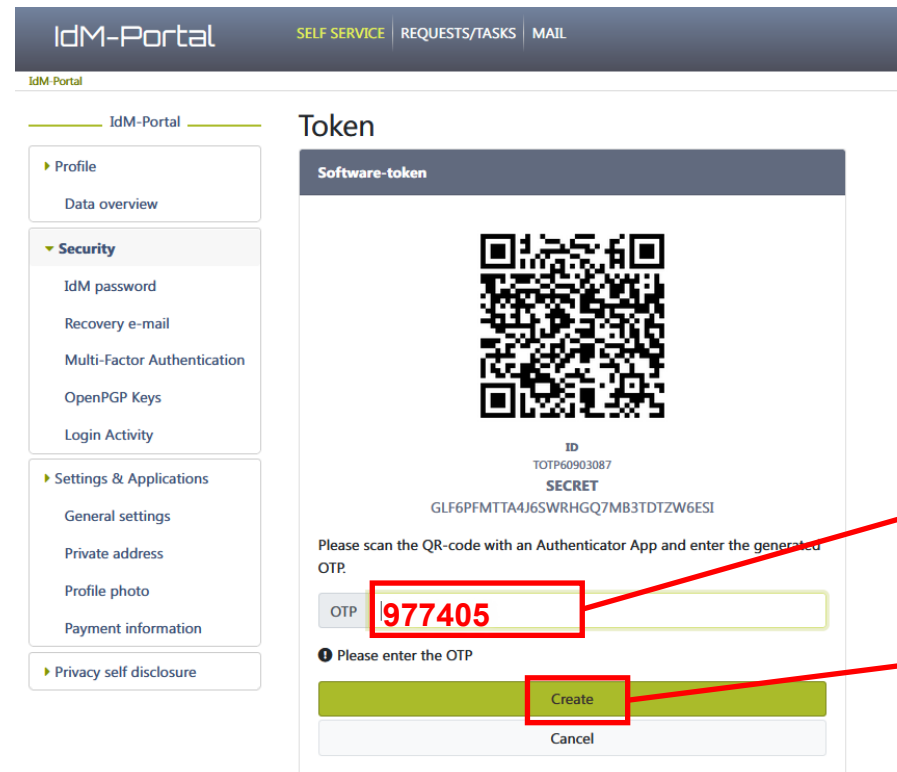 IdM-Portal
SELF SERVICE REQUESTS/TASKS MAIL
IdM-Portal
IdM-Portal
Profile
Data overview
Security
IdM password
Recovery e-mail
Multi-Factor Authentication
OpenPGP Keys
Login Activity
Settings & Applications
General settings
Private address
Profile photo
Payment information
Privacy self disclosure
Token
Software-token
ID
TOTP60903087
SECRET
GLF6PFMTTA4J6SWRHGQ7MB3TDTZW6ESI
Please scan the QR-code with an Authenticator App and enter the generated
OTP.
OTP 977405
Please enter the OTP
Create
Cancel